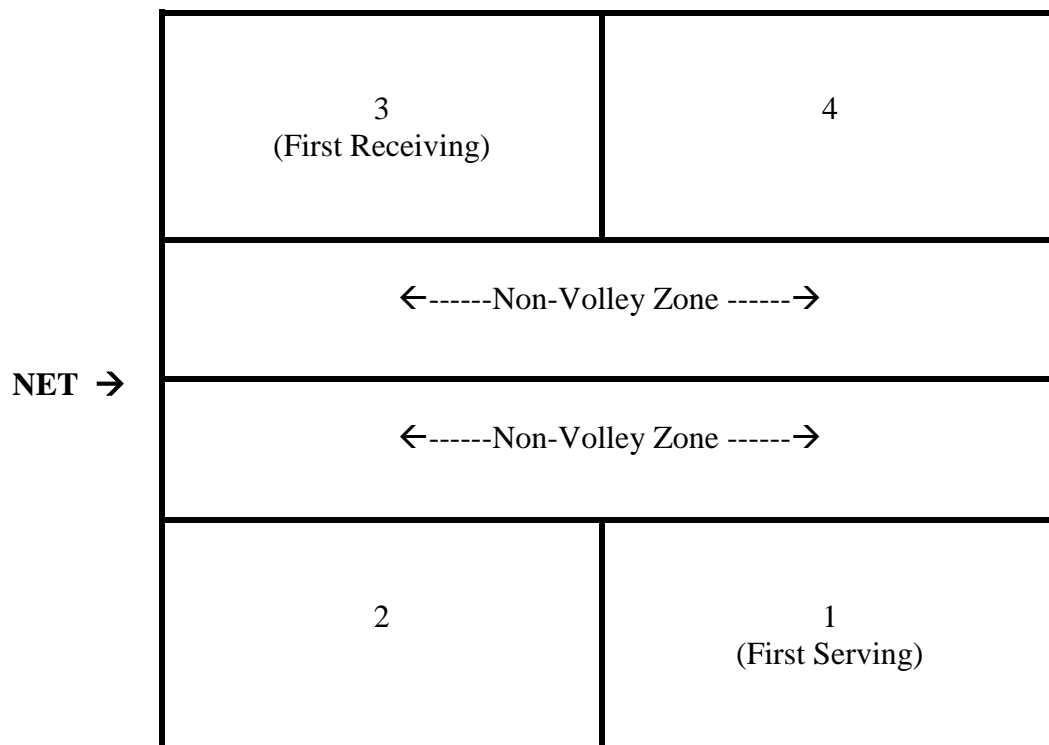 3 4
(First Receiving)
←------Non-Volley Zone ------→
NET →
←------Non-Volley Zone ------→
2 1
(First Serving)